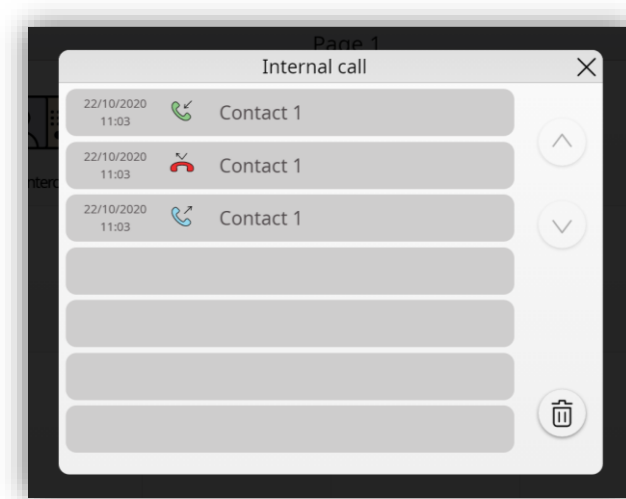 Page 1
Internal call
22/10/2020
11:03
Contact 1
22/10/2020
11:03
Contact 1
22/10/2020
11:03
Contact 1